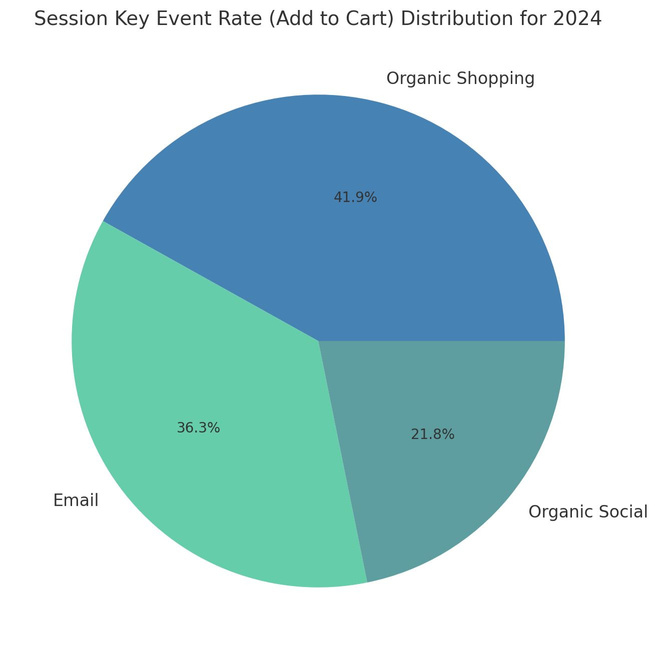 Session Key Event Rate (Add to Cart) Distribution for 2024
Organic Shopping
41.9%
36.3%
21.8%
Email
Organic Social